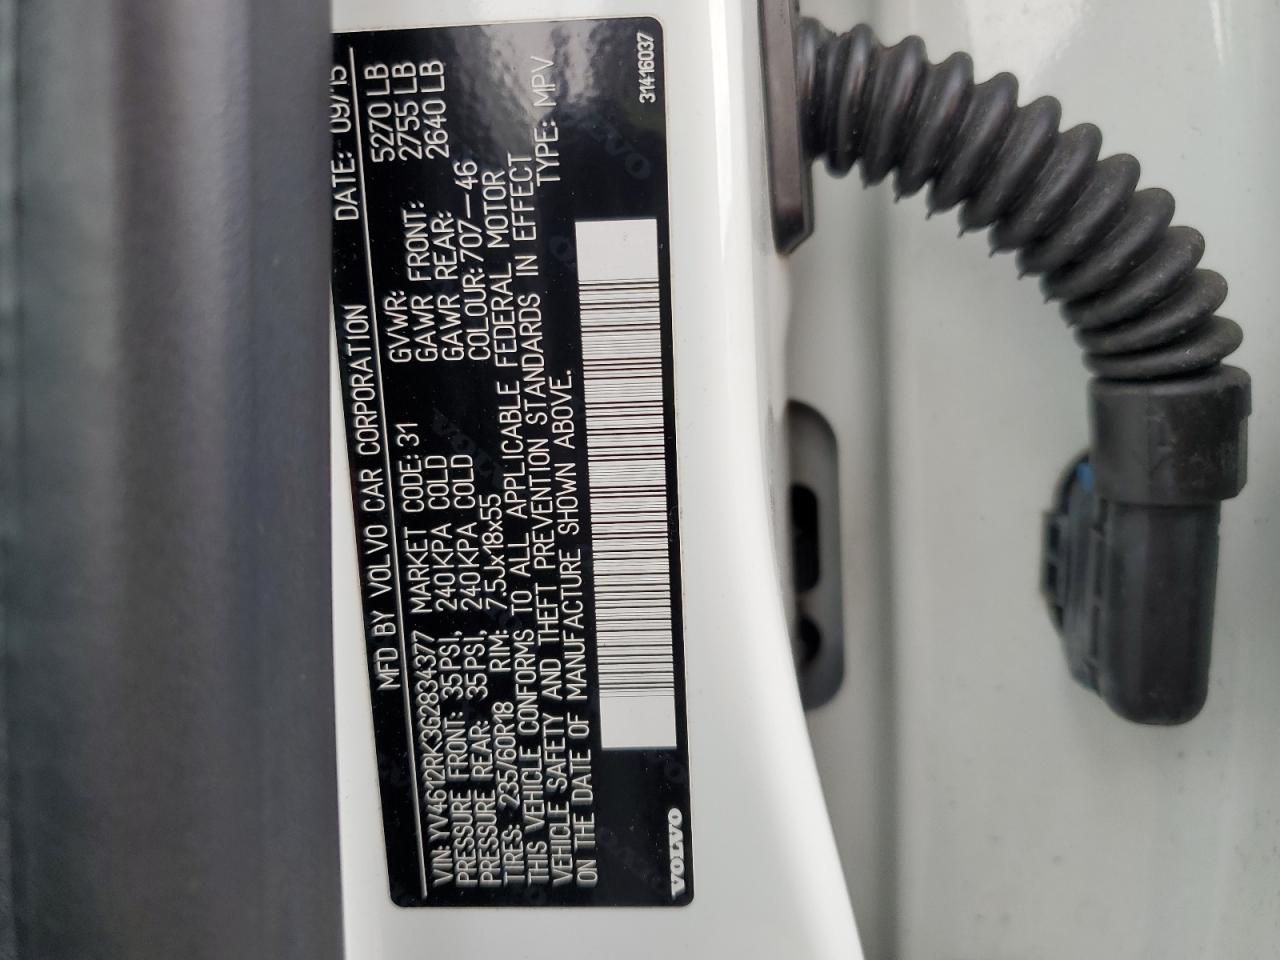 MFD BY VOLVO CAR CORPORATION DATE: 09/15
VIN: YV4612RK3G2834377 MARKET CODE: 31 GVWR: 5270 LB
PRESSURE FRONT: 35PSI, 240KPA COLD GAWR FRONT: 2755 LB
PRESSURE REAR: 35PSI, 240KPA COLD GAWR REAR: 2640 LB
TIRES: 235/60R18 RIM: 7.5Jx18x55 COLOUR: 707-46
THIS VEHICLE CONFORMS TO ALL APPLICABLE FEDERAL MOTOR
VEHICLE SAFETY AND THEFT PREVENTION STANDARDS IN EFFECT
ON THE DATE OF MANUFACTURE SHOWN ABOVE. TYPE: MPV
VOLVO 31416037